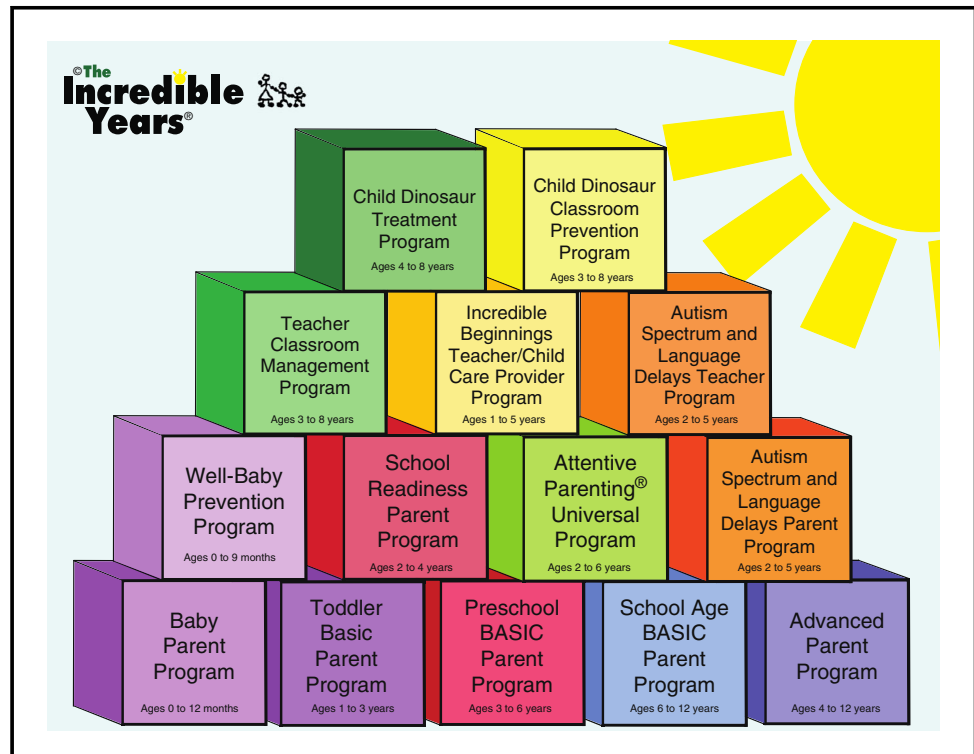 ©The
Incredible
Years®
Child Dinosaur
Treatment
Program
Ages 4 to 8 years
Child Dinosaur
Classroom
Prevention
Program
Ages 3 to 8 years
Teacher
Classroom
Management
Program
Ages 3 to 8 years
Incredible
Beginnings
Teacher/Child
Care Provider
Program
Ages 1 to 5 years
Autism
Spectrum and
Language
Delays Teacher
Program
Ages 2 to 5 years
Well-Baby
Prevention
Program
Ages 0 to 9 months
School
Readiness
Parent
Program
Ages 2 to 4 years
Attentive
Parenting®
Universal
Program
Ages 2 to 6 years
Autism
Spectrum and
Language
Delays Parent
Program
Ages 2 to 5 years
Baby
Parent
Program
Ages 0 to 12 months
Toddler
Basic
Parent
Program
Ages 1 to 3 years
Preschool
BASIC
Parent
Program
Ages 3 to 6 years
School Age
BASIC
Parent
Program
Ages 6 to 12 years
Advanced
Parent
Program
Ages 4 to 12 years